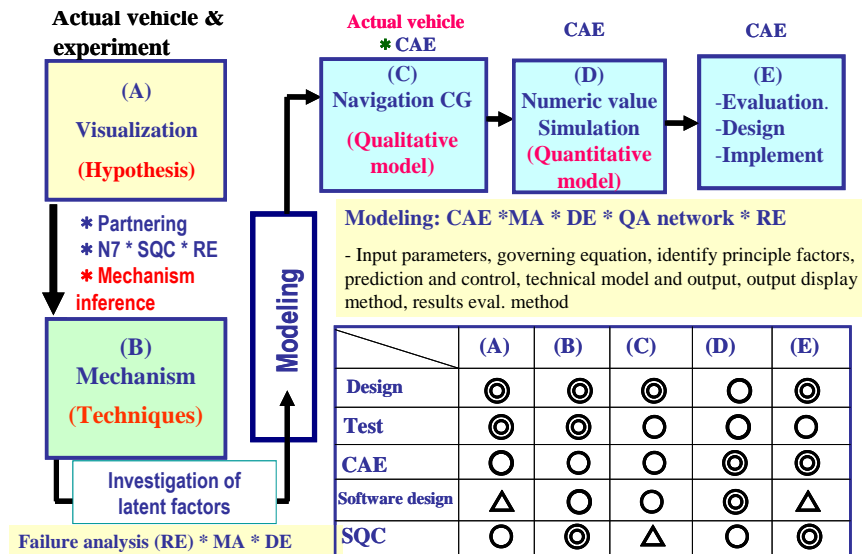 Actual vehicle &
experiment
(A)
Visualization
(Hypothesis)
* Partnering
* N7 * SQC * RE
* Mechanism
inference
(B)
Mechanism
(Techniques)
Investigation of
latent factors
Failure analysis (RE) * MA * DE
Modeling
Actual vehicle
* CAE
(C)
Navigation CG
(Qualitative
model)
CAE
(D)
Numeric value
Simulation
(Quantitative
model)
CAE
(E)
-Evaluation.
-Design
-Implement
Modeling: CAE *MA * DE * QA network * RE
- Input parameters, governing equation, identify principle factors,
prediction and control, technical model and output, output display
method, results eval. method
(A) (B) (C) (D) (E)
Design ◎ ◎ ◎ ○ ◎
Test ◎ ◎ ○ ○ ○
CAE ○ ○ ○ ◎ ◎
Software design △ ○ ○ ◎ △
SQC ○ ◎ △ ○ ◎